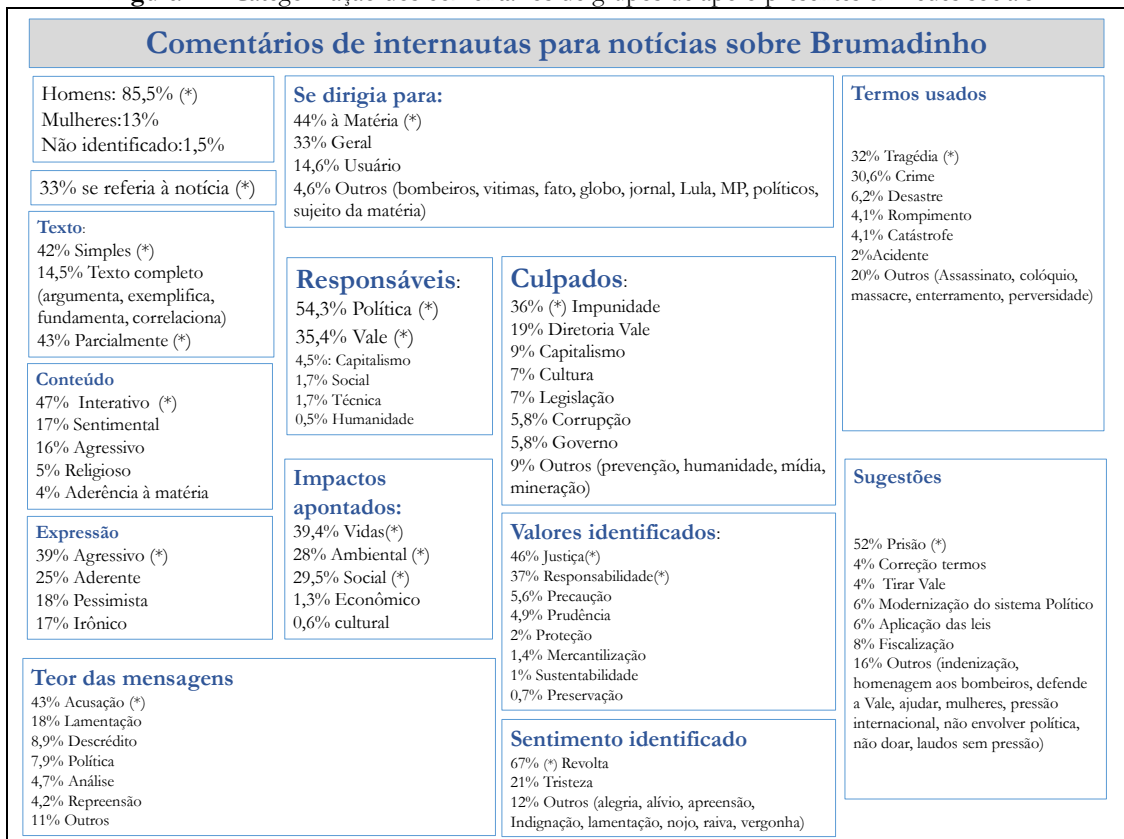 Comentários de internautas para notícias sobre Brumadinho
Homens: 85,5% (*)
Mulheres:13%
Não identificado:1,5%
33% se referia à notícia (*)
Texto:
42% Simples (*)
14,5% Texto completo
(argumenta, exemplifica,
fundamenta, correlaciona)
43% Parcialmente (*)
Conteúdo
47% Interativo (*)
17% Sentimental
16% Agressivo
5% Religioso
4% Aderência à matéria
Expressão
39% Agressivo (*)
25% Aderente
18% Pessimista
17% Irônico
Se dirigia para:
44% à Matéria (*)
33% Geral
14,6% Usuário
4,6% Outros (bombeiros, vitimas, fato, globo, jornal, Lula, MP, políticos,
sujeito da matéria)
Responsáveis:
54,3% Política (*)
35,4% Vale (*)
4,5%: Capitalismo
1,7% Social
1,7% Técnica
0,5% Humanidade
Impactos
apontados:
39,4% Vidas(*)
28% Ambiental (*)
29,5% Social (*)
1,3% Econômico
0,6% cultural
Teor das mensagens
43% Acusação (*)
18% Lamentação
8,9% Descrédito
7,9% Política
4,7% Análise
4,2% Repreensão
11% Outros
Culpados:
36% (*) Impunidade
19% Diretoria Vale
9% Capitalismo
7% Cultura
7% Legislação
5,8% Corrupção
5,8% Governo
9% Outros (prevenção, humanidade, mídia,
mineração)
Valores identificados:
46% Justiça(*)
37% Responsabilidade(*)
5,6% Precaução
4,9% Prudência
2% Proteção
1,4% Mercantilização
1% Sustentabilidade
0,7% Preservação
Sentimento identificado
67% (*) Revolta
21% Tristeza
12% Outros (alegria, alívio, apreensão,
Indignação, lamentação, nojo, raiva, vergonha)
Termos usados
32% Tragédia (*)
30,6% Crime
6,2% Desastre
4,1% Rompimento
4,1% Catástrofe
2%Acidente
20% Outros (Assassinato, colóquio,
massacre, enterramento, perversidade)
Sugestões
52% Prisão (*)
4% Correção termos
4% Tirar Vale
6% Modernização do sistema Político
6% Aplicação das leis
8% Fiscalização
16% Outros (indenização,
homenagem aos bombeiros, defende
a Vale, ajudar, mulheres, pressão
internacional, não envolver política,
não doar, laudos sem pressão)